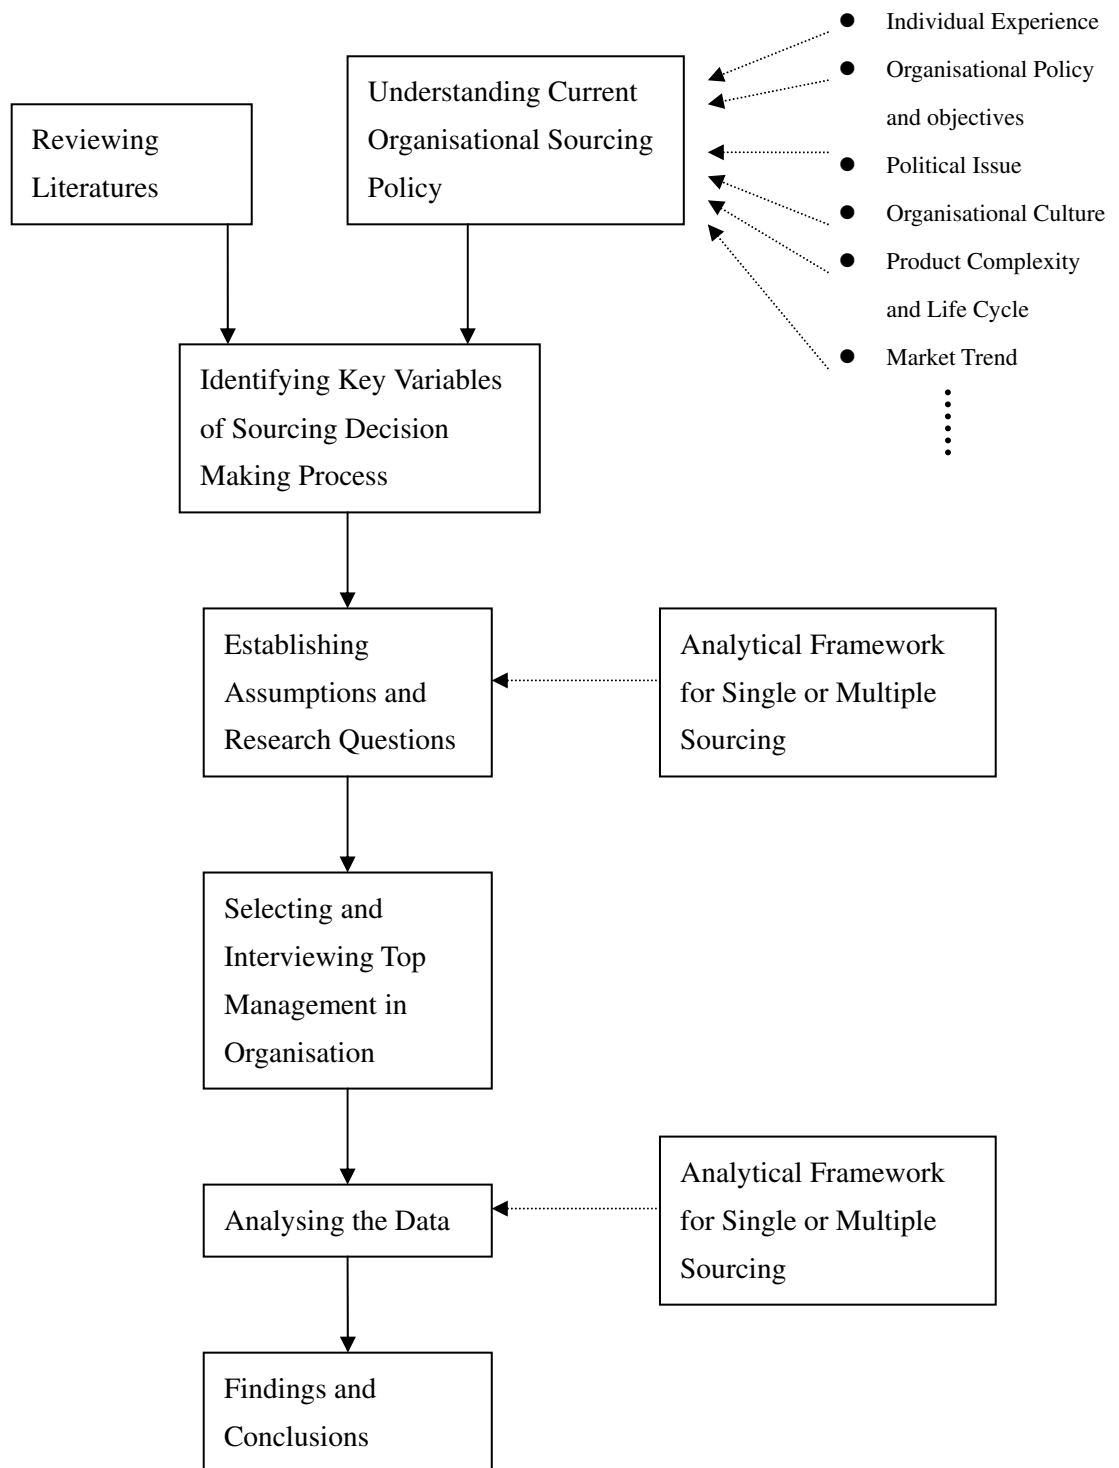 Reviewing
Literatures
Understanding Current
Organisational Sourcing
Policy
● Individual Experience
● Organisational Policy
and objectives
● Political Issue
● Organisational Culture
● Product Complexity
and Life Cycle
● Market Trend
Identifying Key Variables
of Sourcing Decision
Making Process
Establishing
Assumptions and
Research Questions
Analytical Framework
for Single or Multiple
Sourcing
Selecting and
Interviewing Top
Management in
Organisation
Analysing the Data
Analytical Framework
for Single or Multiple
Sourcing
Findings and
Conclusions